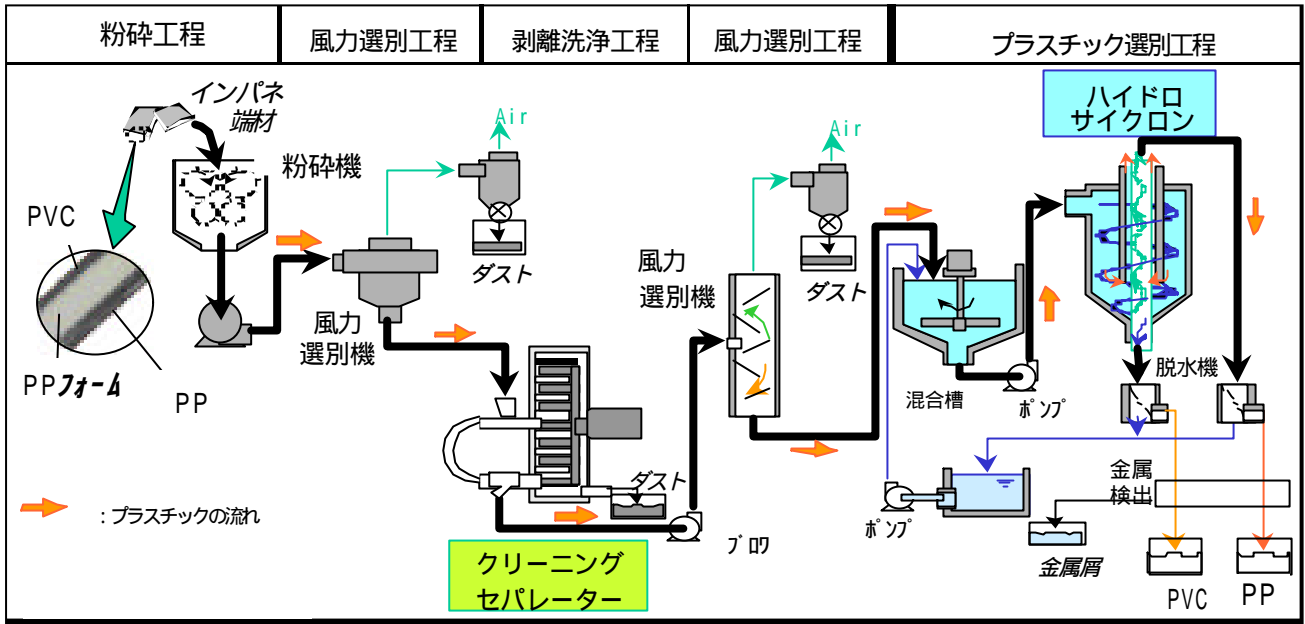 粉砕工程
風力選別工程
剥離洗浄工程
風力選別工程
プラスチック選別工程
インパネ
端材
粉砕機
PVC
PPフォーム
PP
風力
選別機
Air
ダスト
クリーニング
セパレーター
ダスト
ブロワ
風力
選別機
Air
ダスト
混合槽
ポンプ
ハイドロ
サイクロン
脱水機
ポンプ
金属
検出
金属屑
PVC
PP
:プラスチックの流れ